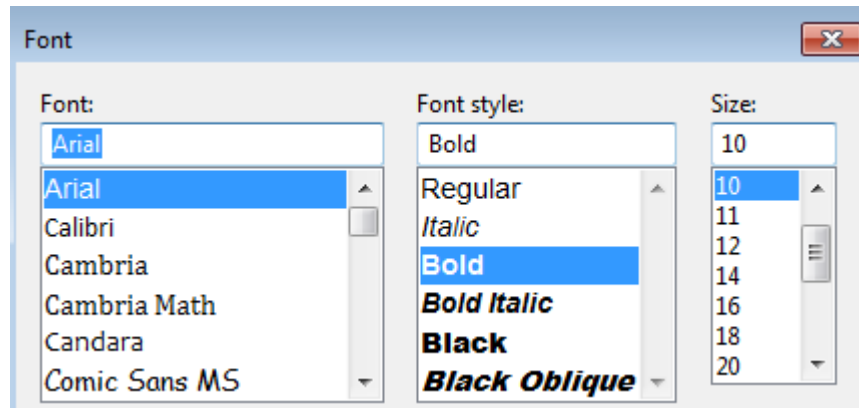 Font
Font:
Arial
Arial
Calibri
Cambria
Cambria Math
Candara
Comic Sans MS
Font style:
Bold
Regular
Italic
Bold
Bold Italic
Black
Black Oblique
Size:
10
10
11
12
14
16
18
20